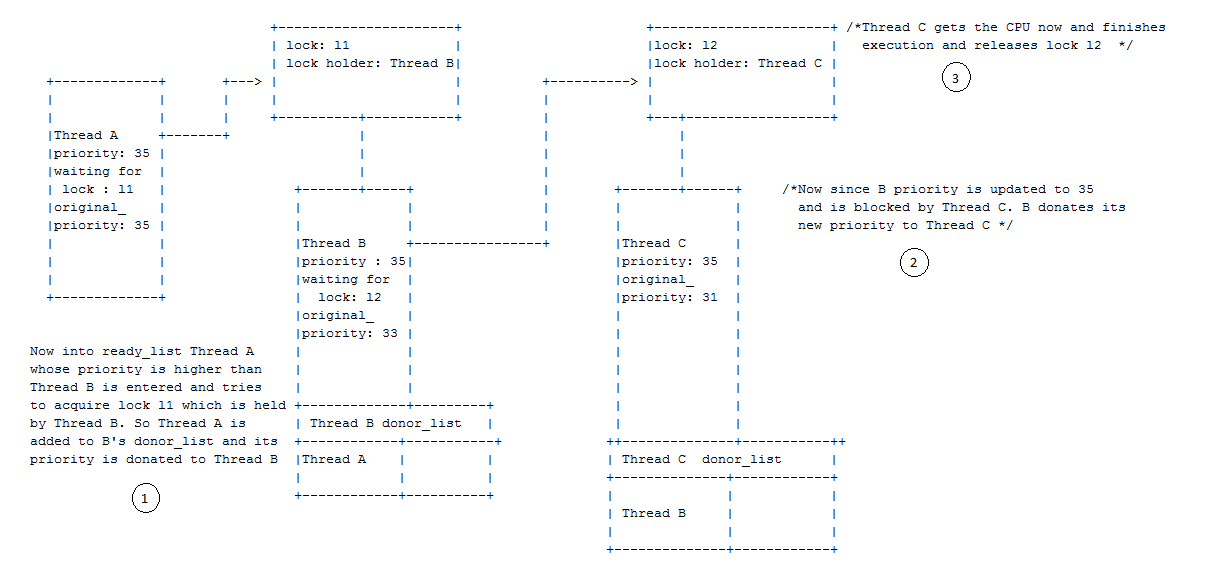 lock: l1
lock holder: Thread B
lock: l2
lock holder: Thread C
/*Thread C gets the CPU now and finishes
execution and releases lock l2 */
3
Thread A
priority: 35
waiting for
lock : l1
original_
priority: 35
Thread B
priority : 35
waiting for
lock: l2
original_
priority: 33
Thread C
priority: 35
original_
priority: 31
/*Now since B priority is updated to 35
and is blocked by Thread C. B donates its
new priority to Thread C */
2
Now into ready_list Thread A
whose priority is higher than
Thread B is entered and tries
to acquire lock l1 which is held
by Thread B. So Thread A is
added to B's donor_list and its
priority is donated to Thread B
1
Thread B donor_list
Thread A
Thread C donor_list
Thread B